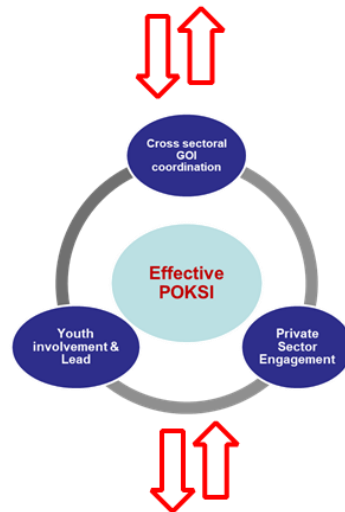 Cross sectoral
GOI
coordination
Effective
POKSI
Youth
involvement &
Lead
Private
Sector
Engagement